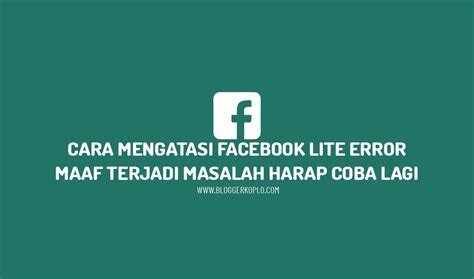 CARA MENGATASI FACEBOOK LITE ERROR
MAAF TERJADI MASALAH HARAP COBA LAGI
WWW.BLOGGERKOPLO.COM